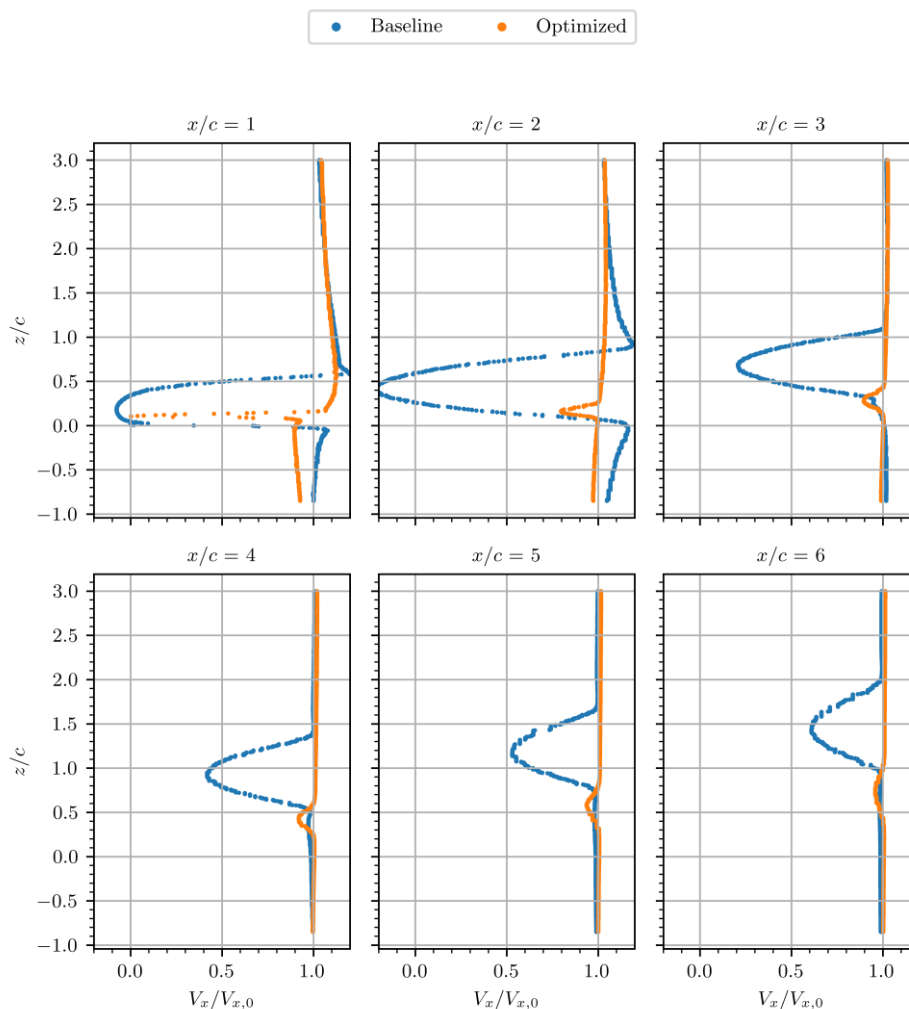 Baseline Optimized
x/c = 1 x/c = 2 x/c = 3
3.0
2.5
2.0
1.5
z/c
1.0
0.5
0.0
−0.5
−1.0
x/c = 4 x/c = 5 x/c = 6
3.0
2.5
2.0
1.5
z/c
1.0
0.5
0.0
−0.5
−1.0
0.0 0.5 1.0 0.0 0.5 1.0 0.0 0.5 1.0
V_x/V_{x,0} V_x/V_{x,0} V_x/V_{x,0}